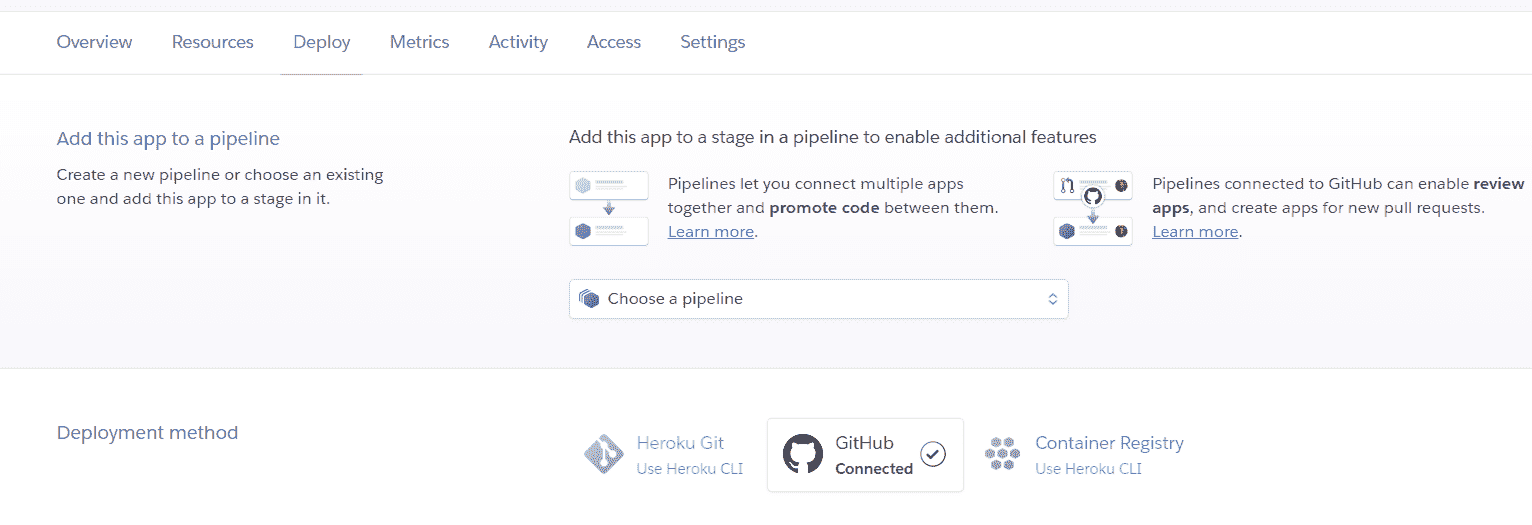 Overview Resources Deploy Metrics Activity Access Settings
Add this app to a pipeline
Create a new pipeline or choose an existing
one and add this app to a stage in it.
Add this app to a stage in a pipeline to enable additional features
Pipelines let you connect multiple apps
together and promote code between them.
Learn more.
Pipelines connected to GitHub can enable review
apps, and create apps for new pull requests.
Learn more.
Choose a pipeline
Deployment method
Heroku Git
Use Heroku CLI
GitHub
Connected
Container Registry
Use Heroku CLI